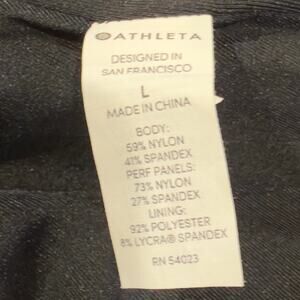 ATHLETA
DESIGNED IN
SAN FRANCISCO
L
MADE IN CHINA
BODY:
59% NYLON
41% SPANDEX
PERF PANELS:
73% NYLON
27% SPANDEX
LINING:
92% POLYESTER
8% LYCRA® SPANDEX
RN 54023